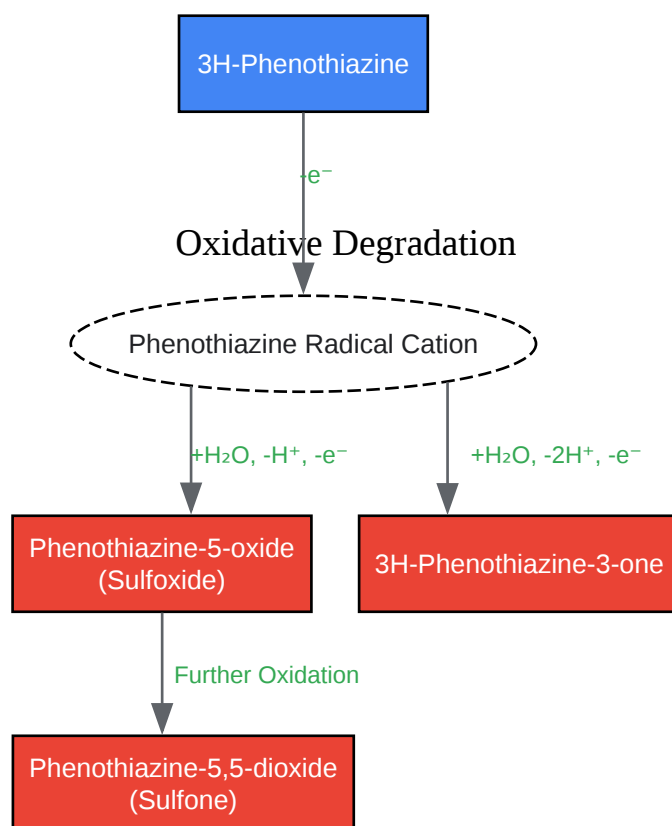 3H-Phenothiazine
-e⁻
Oxidative Degradation
Phenothiazine Radical Cation
+H₂O, -H⁺, -e⁻
+H₂O, -2H⁺, -e⁻
Phenothiazine-5-oxide
(Sulfoxide)
3H-Phenothiazine-3-one
Further Oxidation
Phenothiazine-5,5-dioxide
(Sulfone)